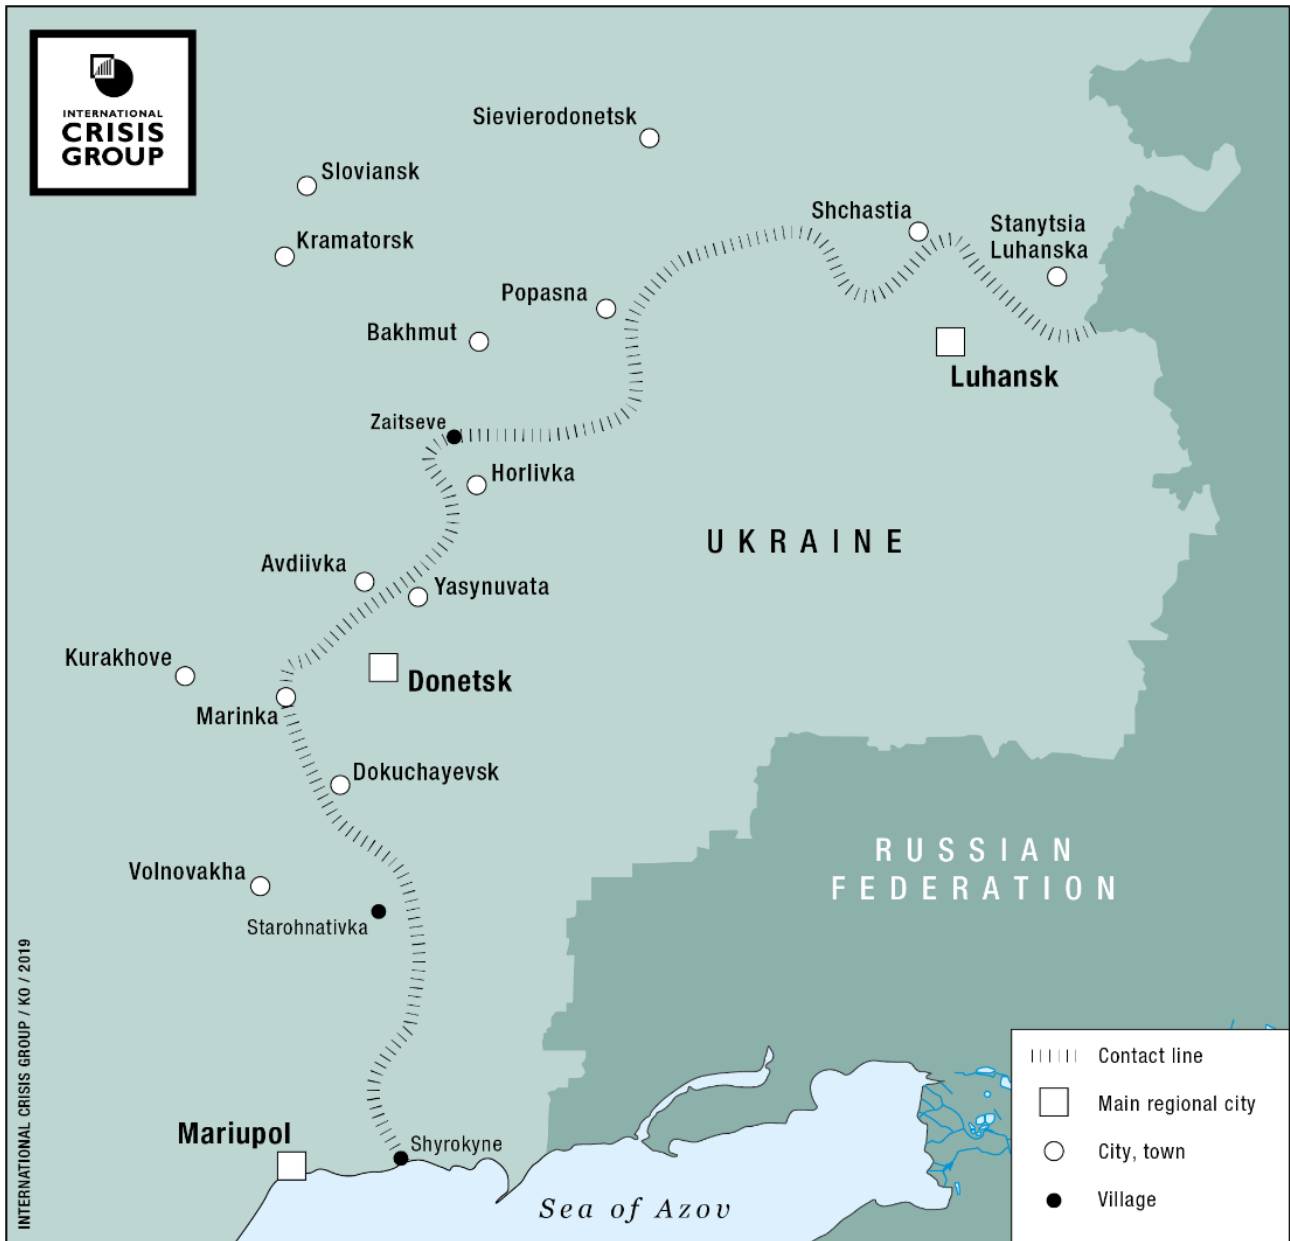 INTERNATIONAL
CRISIS
GROUP
Sievierodonetsk
Sloviansk
Kramatorsk
Shchastia
Stanytsia
Luhanska
Popasna
Bakhmut
Luhansk
Zaitseve
Horlivka
UKRAINE
Avdiivka
Yasynuvata
Kurakhove
Donetsk
Marinka
Dokuchayevsk
RUSSIAN
FEDERATION
Volnovakha
Starohnativka
INTERNATIONAL CRISIS GROUP / KO / 2019
Mariupol
Shyrokyne
Sea of Azov
Contact line
Main regional city
City, town
Village